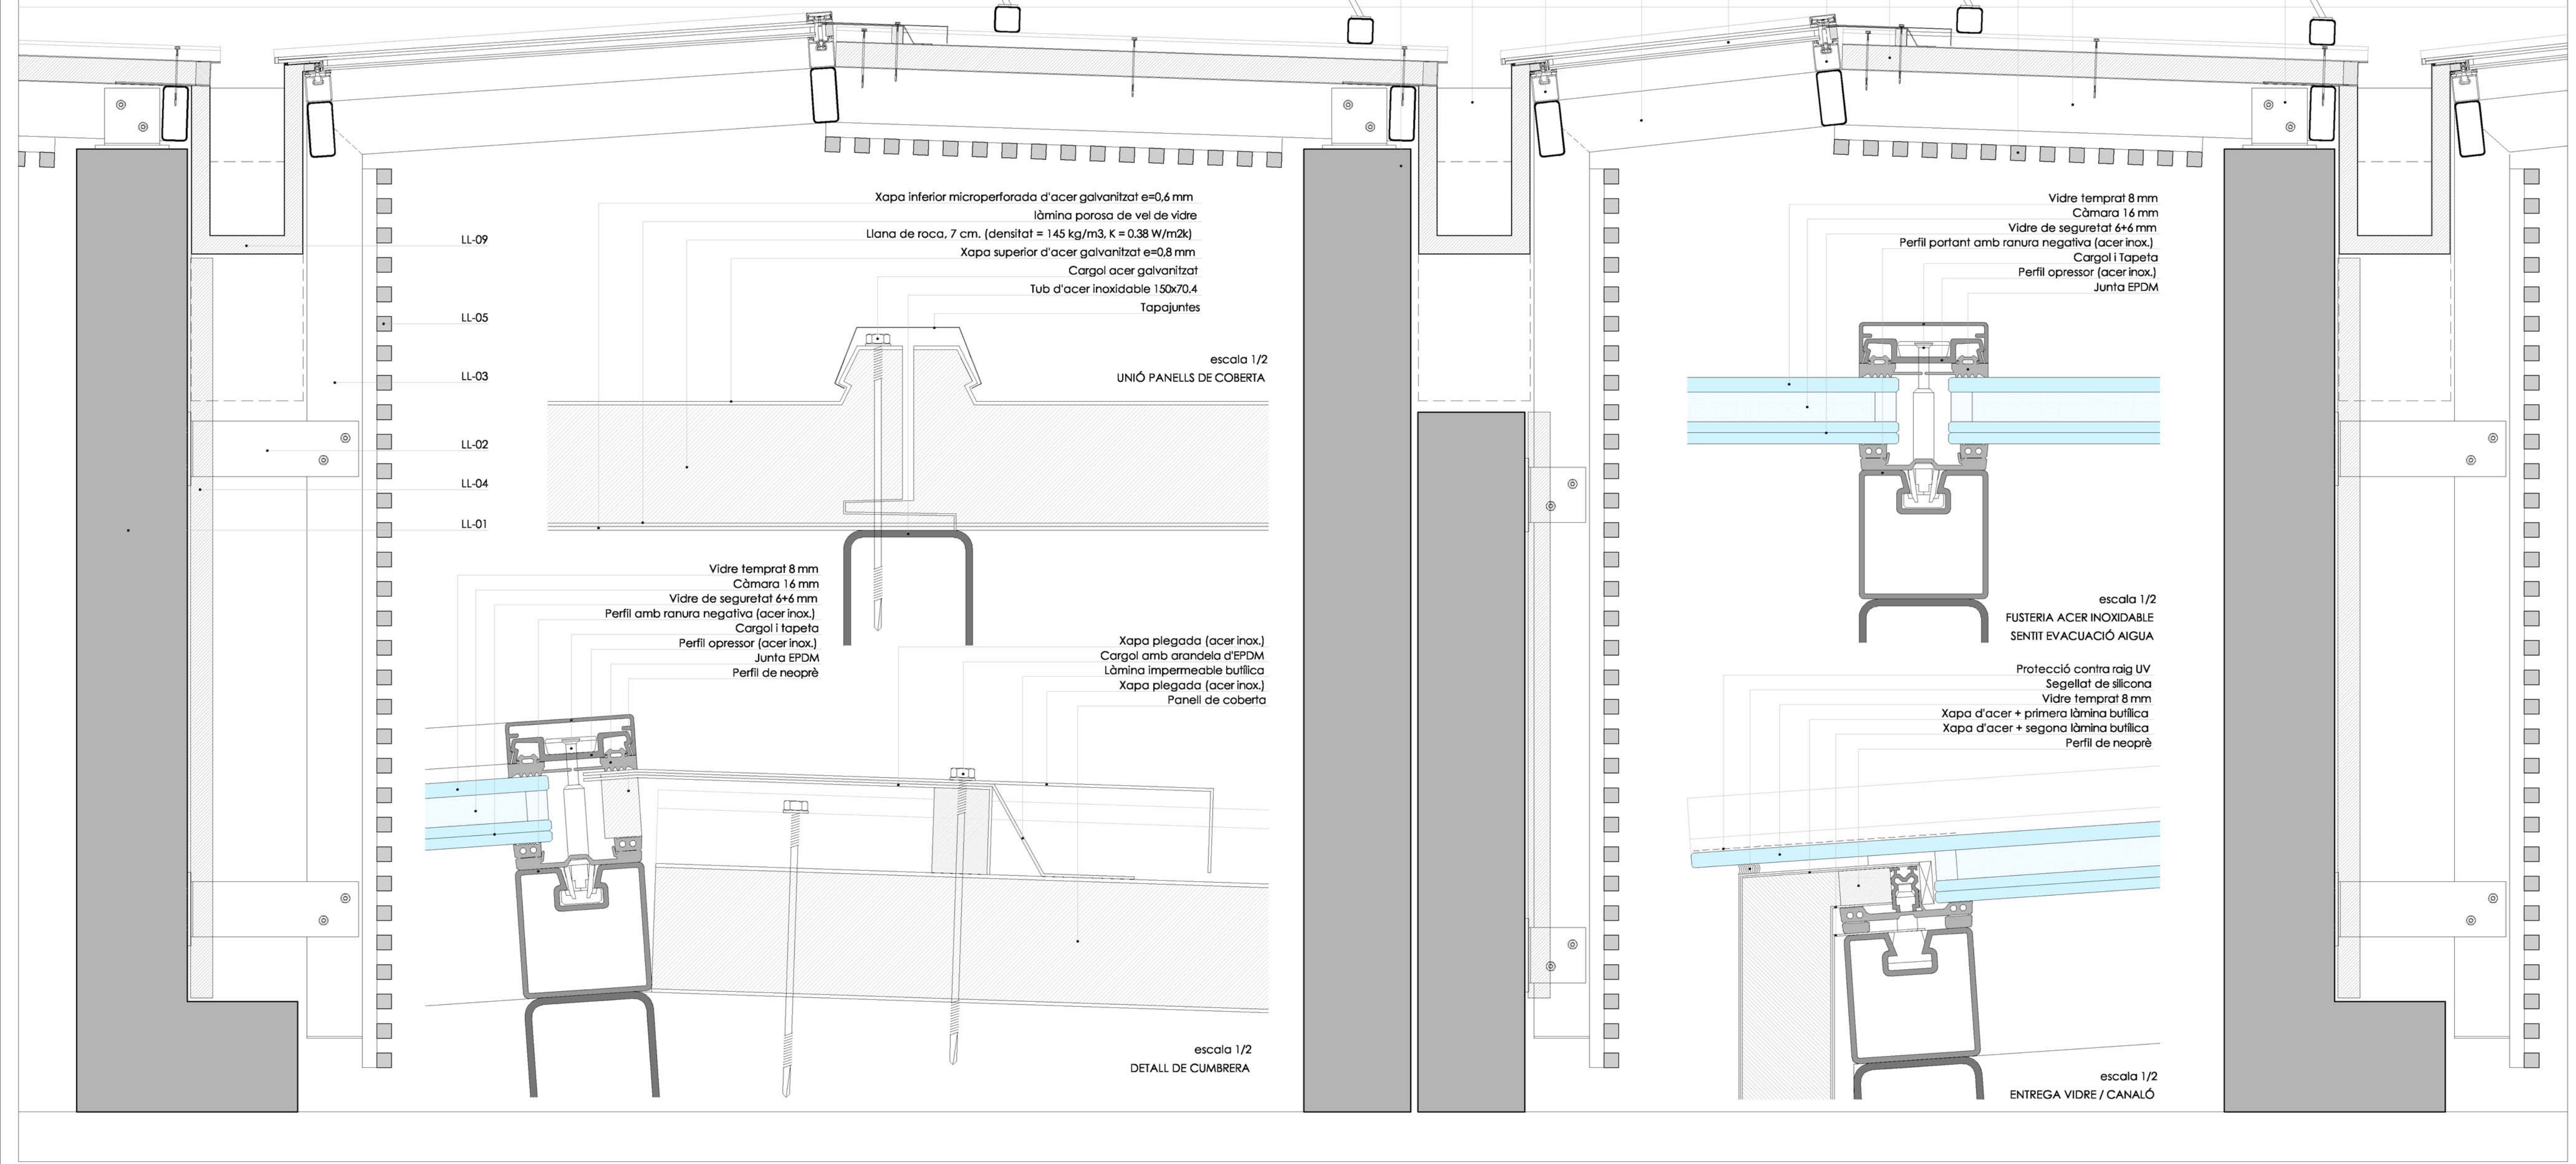 LL-09
LL-05
LL-03
LL-02
LL-04
LL-01
Xapa inferior microperforada d'acer galvanitzat e=0,6 mm
làmina porosa de vel de vidre
Llana de roca, 7 cm. (densitat = 145 kg/m3, K = 0.38 W/m2k)
Xapa superior d'acer galvanitzat e=0,8 mm
Cargol acer galvanitzat
Tub d'acer inoxidable 150x70.4
Tapajuntes
escala 1/2
UNIÓ PANELLS DE COBERTA
Vidre temprat 8 mm
Càmara 16 mm
Vidre de seguretat 6+6 mm
Perfil amb ranura negativa (acer inox.)
Cargol i tapeta
Perfil opressor (acer inox.)
Junta EPDM
Perfil de neoprè
Xapa plegada (acer inox.)
Cargol amb arandela d'EPDM
Làmina impermeable butílica
Xapa plegada (acer inox.)
Panell de coberta
escala 1/2
DETALL DE CUMBRERA
Vidre temprat 8 mm
Càmara 16 mm
Vidre de seguretat 6+6 mm
Perfil portant amb ranura negativa (acer inox.)
Cargol i Tapeta
Perfil opressor (acer inox.)
Junta EPDM
escala 1/2
FUSTERIA ACER INOXIDABLE
SENTIT EVACUACIÓ AIGUA
Protecció contra raig UV
Segellat de silicona
Vidre temprat 8 mm
Xapa d'acer + primera làmina butílica
Xapa d'acer + segona làmina butílica
Perfil de neoprè
escala 1/2
ENTREGA VIDRE / CANALÓ